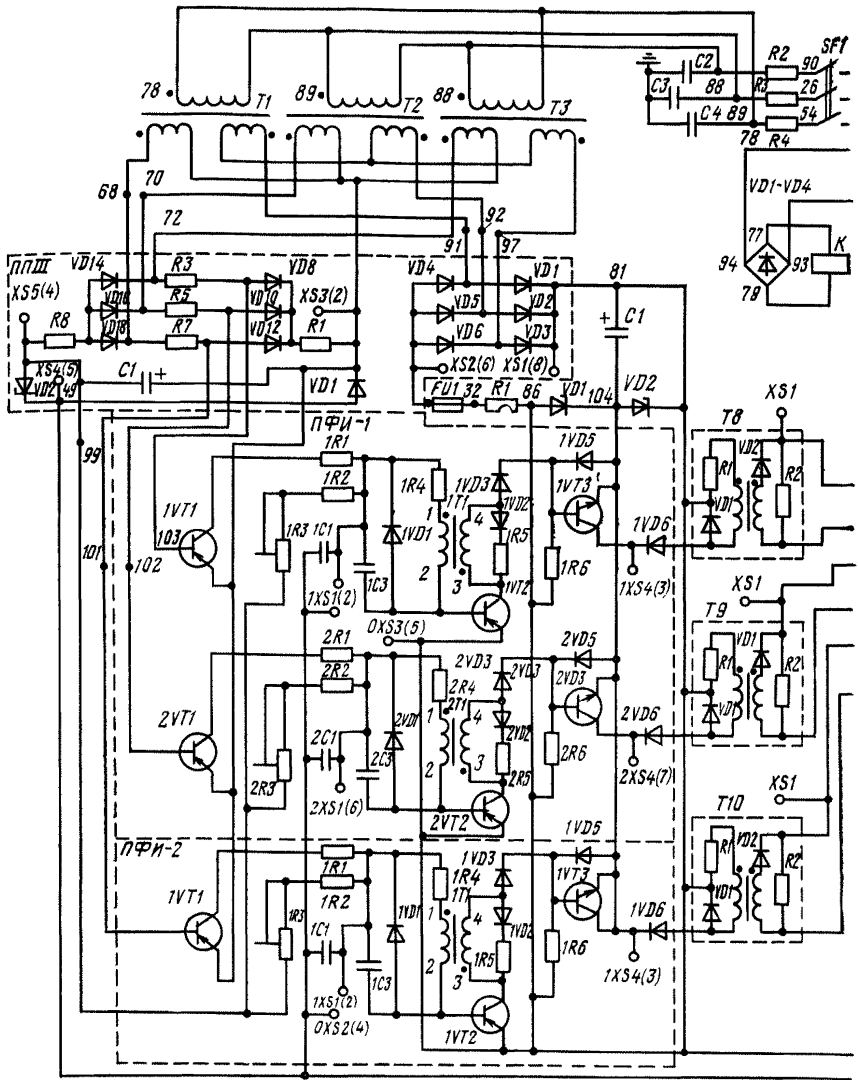 SF1
C2 R2 90
78 89 88 C3 88 R3 26
T1 T2 T3 C4 89 54
78 R4
68 70
VD1-VD4
72 92
91 97 77
ППШ VD14 R3 VD8 VD4 VD1 81 94 93 K
XS5(4) 79
VD16 R5 VD10 XS3(2) VD5 VD2
R8 VD18 R7 VD12 R1 VD6 VD3 + C1
XS4(5) XS2(6) XS1(8)
VD2 49 C1 + VD1 FU1 32 R1 86 VD1 104 VD2 XS1
ПФИ-1 T8
99 1R1 1VD5 VD2
1R2 1R4 1VD3 1VT3 R1 R2
1VT1 1T1 1VD2
103 1R3 1C1 1VD1 1 4 1R5 1VD6 VD1
101 102 1C3 2 3 1VT2 1R6
1XS1(2) 1XS4(3) XS1
0XS3(5) T9
2R1 2VD5 VD1
2R2 2VD3 2VD3 2VD3 R1 R2
2R4
2VT1 2T1
2C1 2VD1 1 4 2VD2 2VD6 VD1
2R3 2C3 2 3 2R5 2R6
2XS1(6) 2VT2 2XS4(7) XS1
T10
ПФИ-2 1VD5
1R1 1VD3 R1 VD2 R2
1VT1 1R2 1R4 1VT3
1T1
1R3 1C1 1VD1 1 4 1VD2 1VD6 VD1
1C3 2 3 1R5 1R6
1XS1(2) 1XS4(3)
0XS2(4) 1VT2